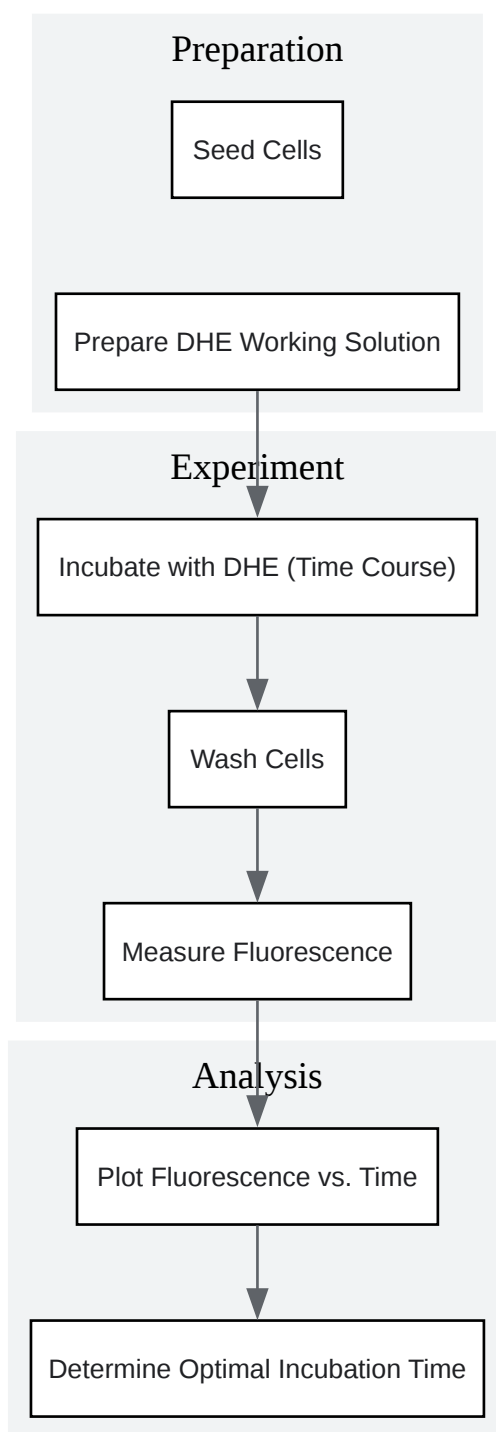 Preparation
Seed Cells
Prepare DHE Working Solution
Experiment
Incubate with DHE (Time Course)
Wash Cells
Measure Fluorescence
Analysis
Plot Fluorescence vs. Time
Determine Optimal Incubation Time